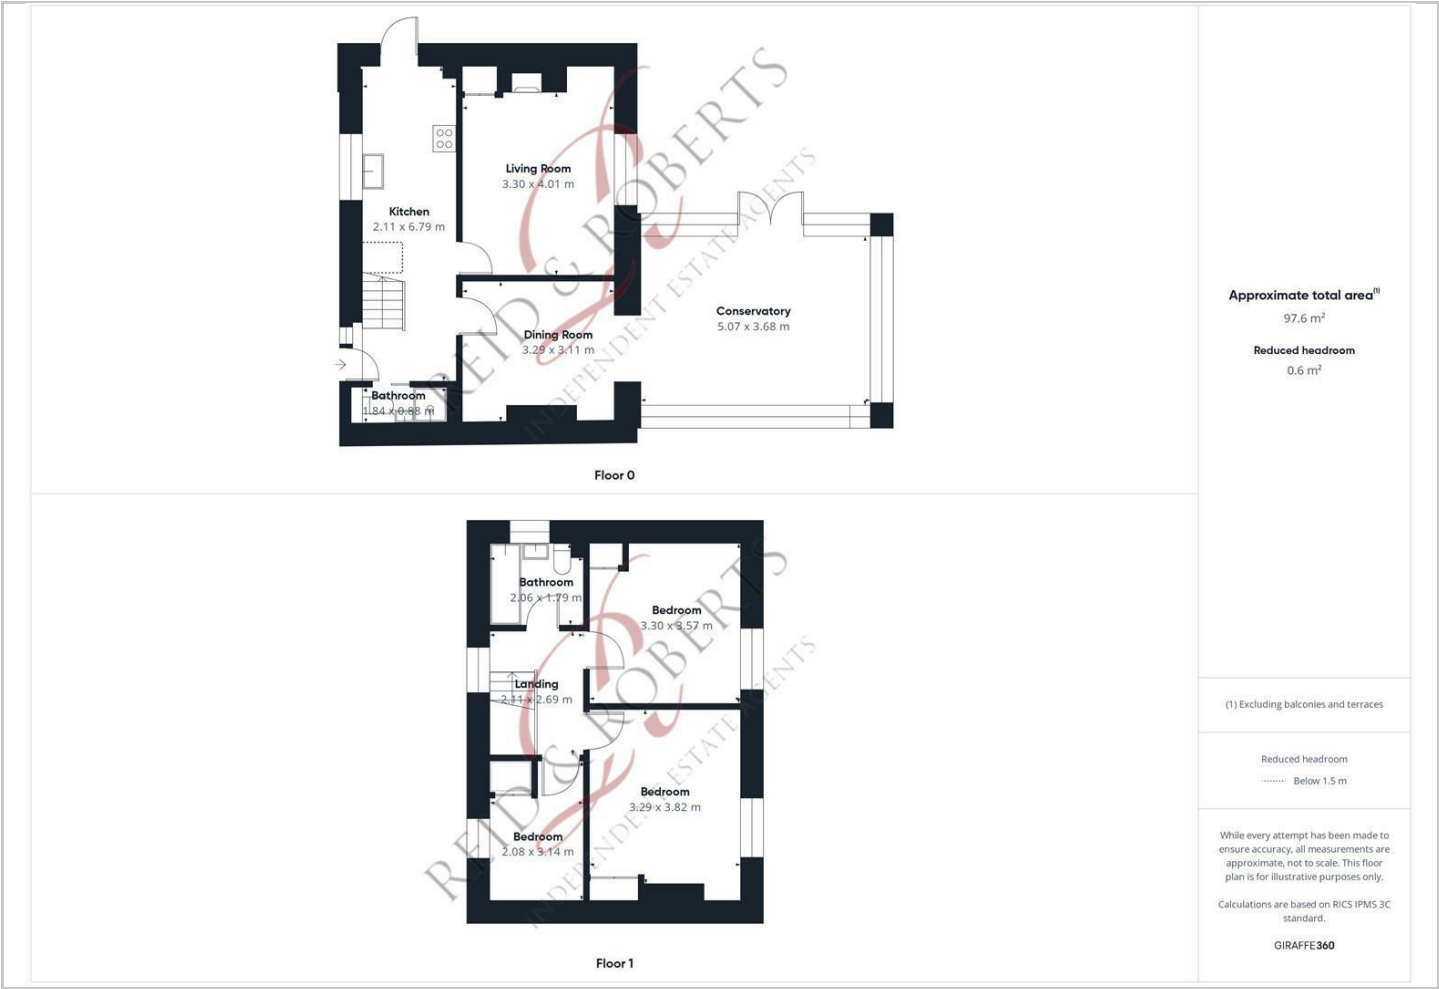 Living Room
3.30 x 4.01 m
Kitchen
2.11 x 6.79 m
Conservatory
5.07 x 3.68 m
Dining Room
3.29 x 3.11 m
Bathroom
1.84 x 0.88 m
REID & ROBERTS
INDEPENDENT ESTATE AGENTS
Floor 0
Bathroom
2.06 x 1.79 m
Bedroom
3.30 x 3.57 m
Landing
2.11 x 2.69 m
Bedroom
3.29 x 3.82 m
Bedroom
2.08 x 3.14 m
REID & ROBERTS
INDEPENDENT ESTATE AGENTS
Floor 1
Approximate total area(1)
97.6 m²
Reduced headroom
0.6 m²
(1) Excluding balconies and terraces
Reduced headroom
Below 1.5 m
While every attempt has been made to
ensure accuracy, all measurements are
approximate, not to scale. This floor
plan is for illustrative purposes only.
Calculations are based on RICS IPMS 3C
standard.
GIRAFFE360